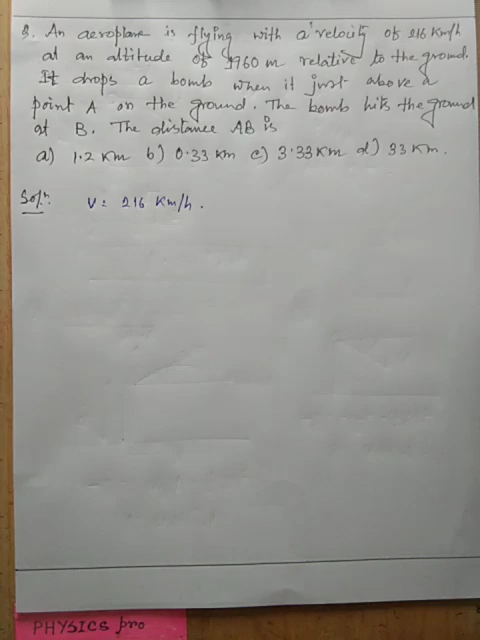 Q. An aeroplane is flying with a velocity of 216 Km/h
at an altitude of 1960 m relative to the ground.
It drops a bomb when it just above a
point A on the ground. The bomb hits the ground
at B. The distance AB is
a) 1.2 Km b) 0.33 Km c) 3.33 Km d) 33 Km.
Sol.n: V = 216 Km/h.
PHYSICS pro